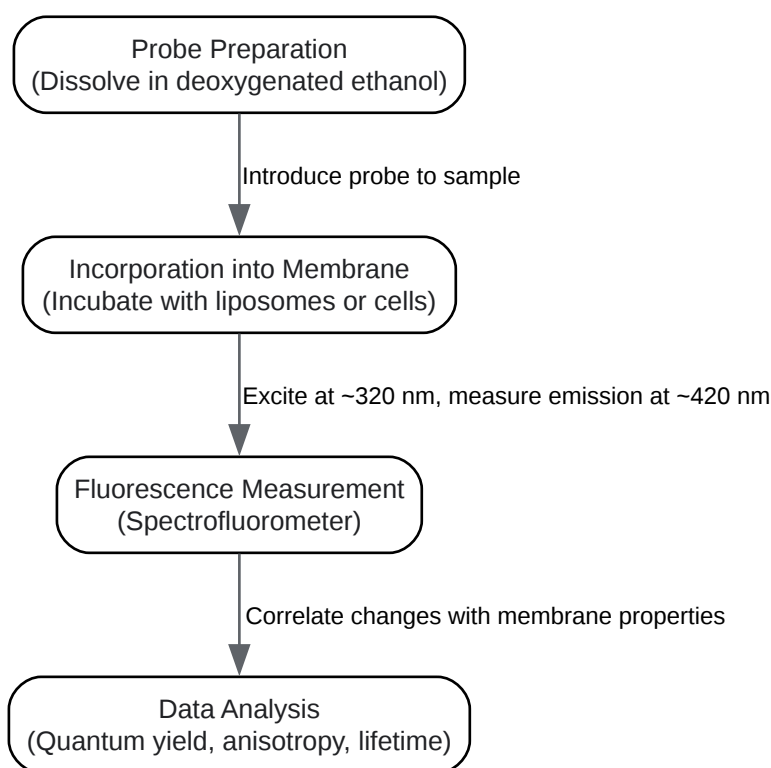 Probe Preparation
(Dissolve in deoxygenated ethanol)
Introduce probe to sample
Incorporation into Membrane
(Incubate with liposomes or cells)
Excite at ~320 nm, measure emission at ~420 nm
Fluorescence Measurement
(Spectrofluorometer)
Correlate changes with membrane properties
Data Analysis
(Quantum yield, anisotropy, lifetime)